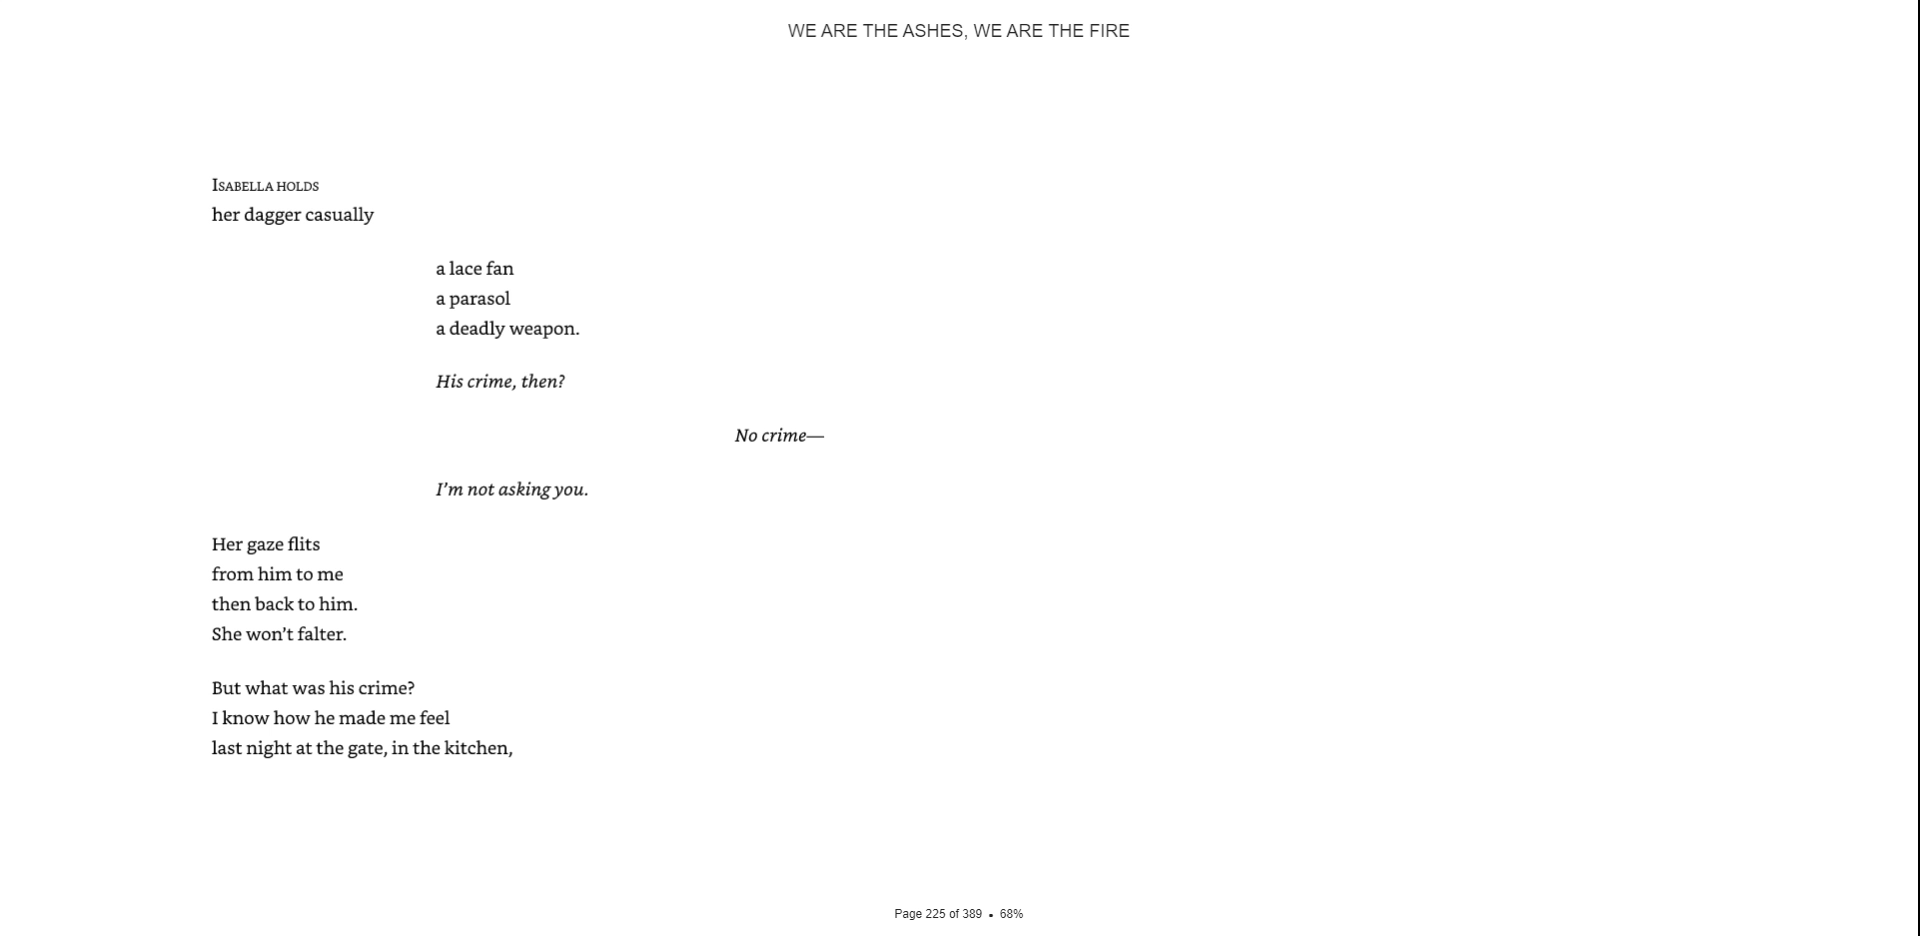 WE ARE THE ASHES, WE ARE THE FIRE
ISABELLA HOLDS
her dagger casually
a lace fan
a parasol
a deadly weapon.
His crime, then?
No crime—
I’m not asking you.
Her gaze flits
from him to me
then back to him.
She won’t falter.
But what was his crime?
I know how he made me feel
last night at the gate, in the kitchen,
Page 225 of 389 • 68%